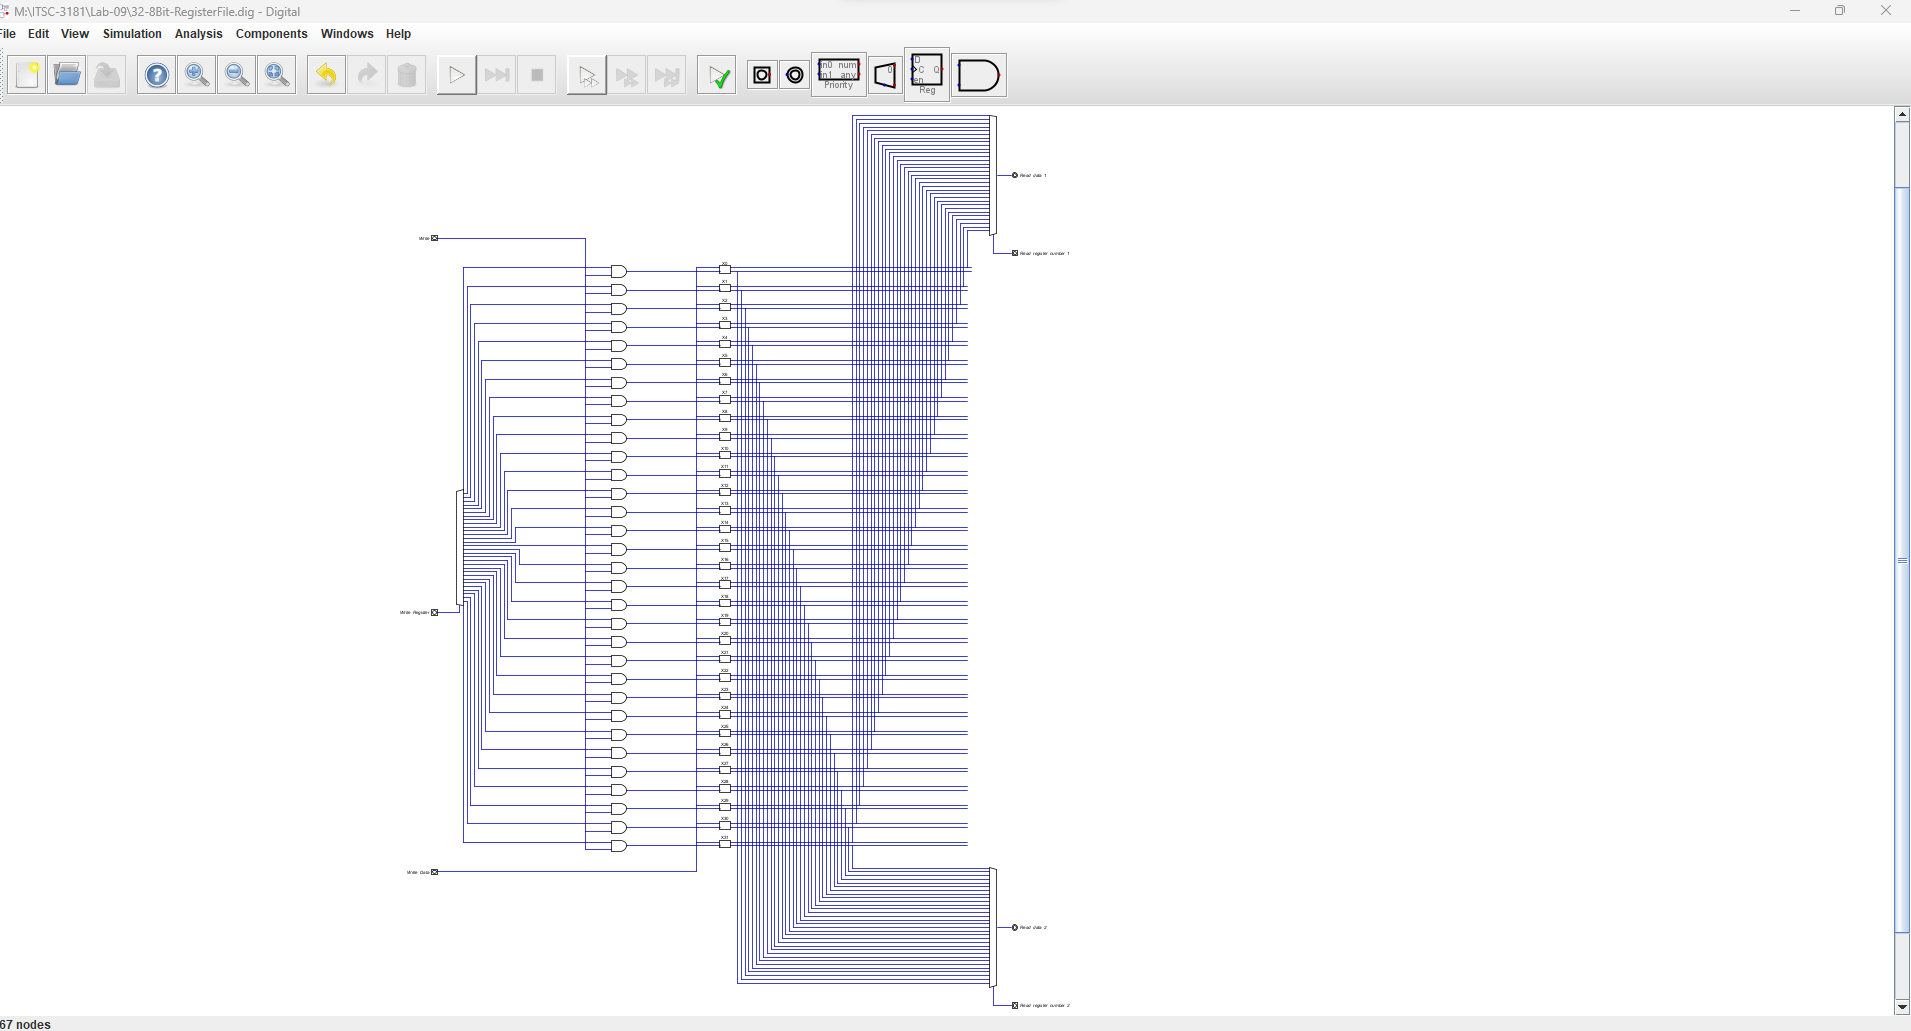 M:\ITSC-3181\Lab-09\32-8Bit-RegisterFile.dig - Digital
File Edit View Simulation Analysis Components Windows Help
in0 num
in1 any
Priority
0
D
C Q
en
Reg
Read data 1
Write
Read register number 1
X0
X1
X2
X3
X4
X5
X6
X7
X8
X9
X10
X11
X12
X13
X14
X15
X16
X17
X18
Write Register
X19
X20
X21
X22
X23
X24
X25
X26
X27
X28
X29
X30
X31
Write Data
Read data 2
Read register number 2
67 nodes